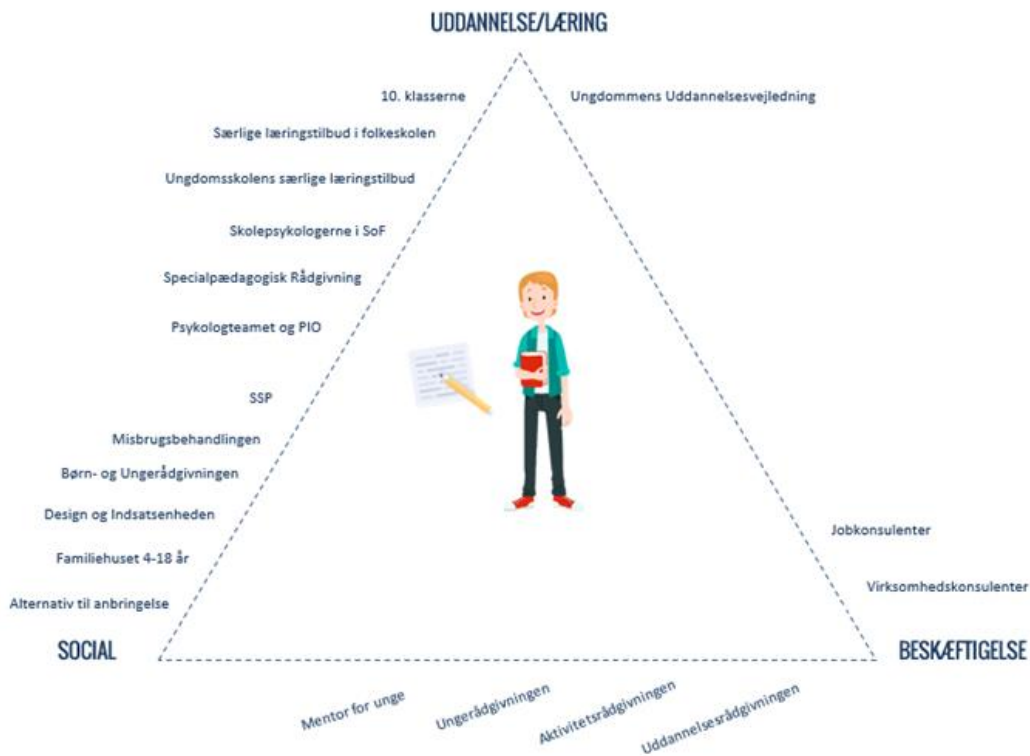 UDDANNELSE/LÆRING
10. klasserne
Ungdommens Uddannelsesvejledning
Særlige læringstilbud i folkeskolen
Ungdomsskolens særlige læringstilbud
Skolepsykologerne i SoF
Specialpædagogisk Rådgivning
Psykologteamet og PIO
SSP
Misbrugsbehandlingen
Børn- og Ungerådgivningen
Design og Indsatsenheden
Jobkonsulenter
Familiehuset 4-18 år
Virksomhedskonsulenter
Alternativ til anbringelse
SOCIAL
BESKÆFTIGELSE
Mentor for unge
Ungerådgivningen
Aktivitetsrådgivningen
Uddannelsesrådgivningen